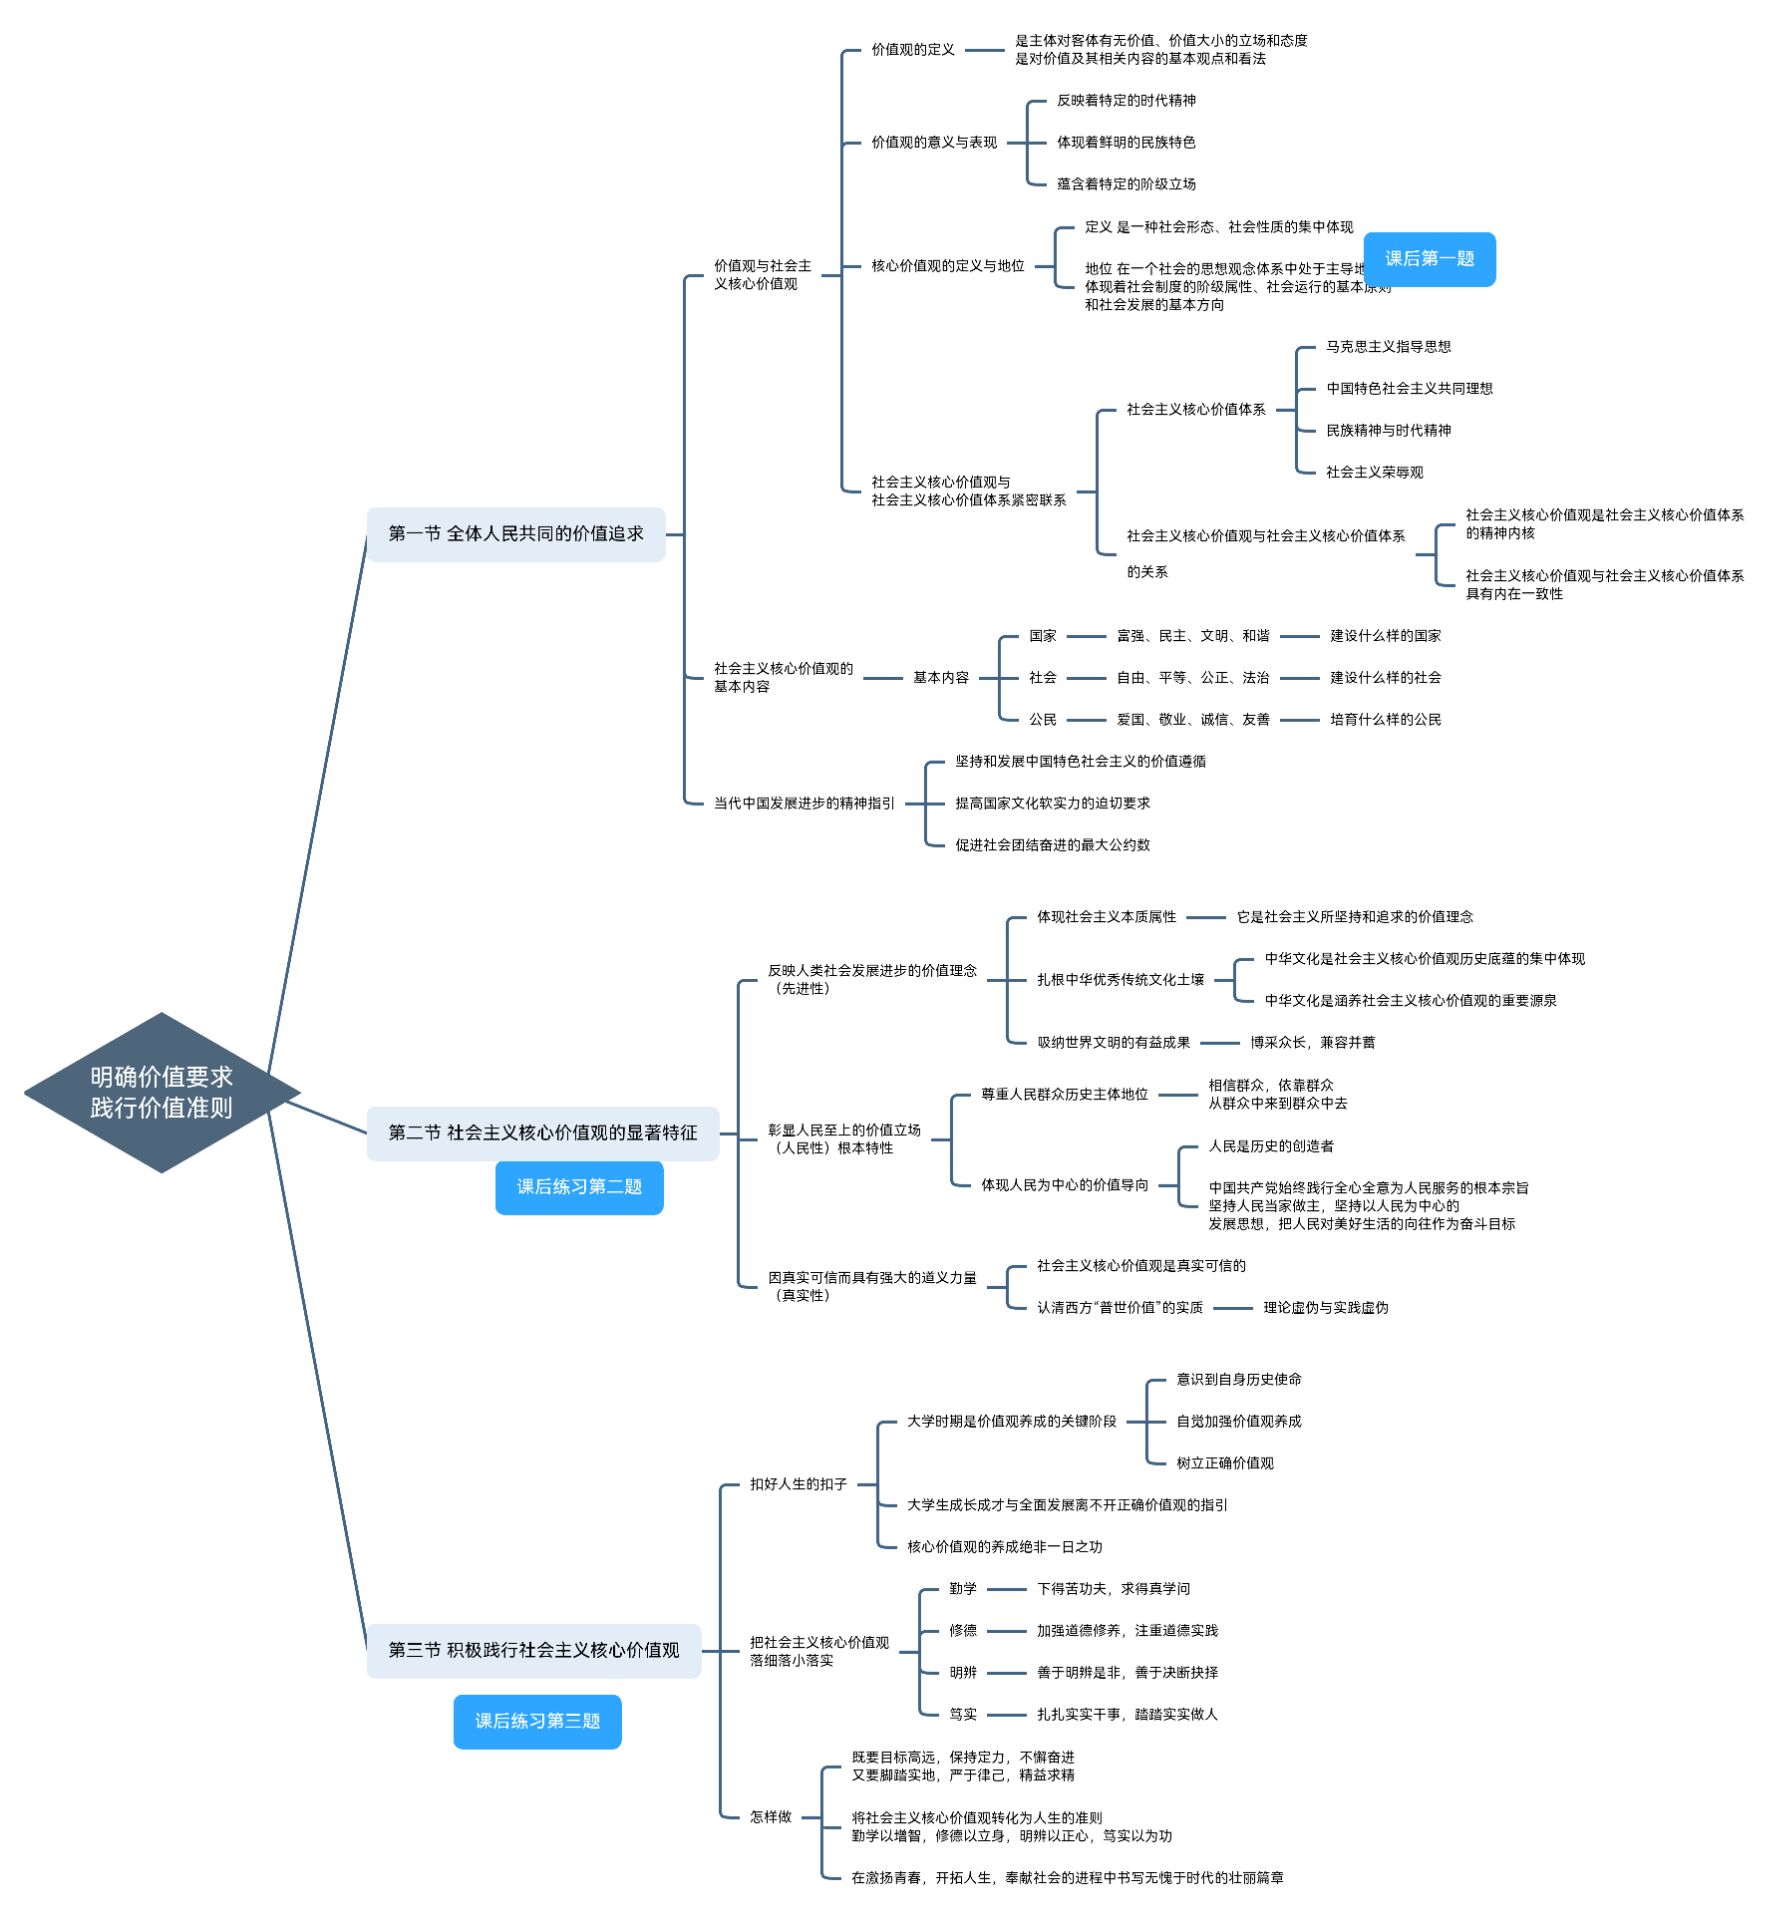 明确价值要求
践行价值准则
第一节 全体人民共同的价值追求
价值观与社会主
义核心价值观
价值观的定义
是主体对客体有无价值、价值大小的立场和态度
是对价值及其相关内容的基本观点和看法
价值观的意义与表现
反映着特定的时代精神
体现着鲜明的民族特色
蕴含着特定的阶级立场
核心价值观的定义与地位
定义 是一种社会形态、社会性质的集中体现
课后第一题
地位 在一个社会的思想观念体系中处于主导地
体现着社会制度的阶级属性、社会运行的基本原则
和社会发展的基本方向
社会主义核心价值观与
社会主义核心价值体系紧密联系
社会主义核心价值体系
马克思主义指导思想
中国特色社会主义共同理想
民族精神与时代精神
社会主义荣辱观
社会主义核心价值观与社会主义核心价值体系
的关系
社会主义核心价值观是社会主义核心价值体系
的精神内核
社会主义核心价值观与社会主义核心价值体系
具有内在一致性
社会主义核心价值观的
基本内容
基本内容
国家
富强、民主、文明、和谐
建设什么样的国家
社会
自由、平等、公正、法治
建设什么样的社会
公民
爱国、敬业、诚信、友善
培育什么样的公民
当代中国发展进步的精神指引
坚持和发展中国特色社会主义的价值遵循
提高国家文化软实力的迫切要求
促进社会团结奋进的最大公约数
第二节 社会主义核心价值观的显著特征
课后练习第二题
反映人类社会发展进步的价值理念
（先进性）
体现社会主义本质属性
它是社会主义所坚持和追求的价值理念
扎根中华优秀传统文化土壤
中华文化是社会主义核心价值观历史底蕴的集中体现
中华文化是涵养社会主义核心价值观的重要源泉
吸纳世界文明的有益成果
博采众长，兼容并蓄
彰显人民至上的价值立场
（人民性）根本特性
尊重人民群众历史主体地位
相信群众，依靠群众
从群众中来到群众中去
体现人民为中心的价值导向
人民是历史的创造者
中国共产党始终践行全心全意为人民服务的根本宗旨
坚持人民当家做主，坚持以人民为中心的
发展思想，把人民对美好生活的向往作为奋斗目标
因真实可信而具有强大的道义力量
（真实性）
社会主义核心价值观是真实可信的
认清西方“普世价值”的实质
理论虚伪与实践虚伪
第三节 积极践行社会主义核心价值观
课后练习第三题
扣好人生的扣子
大学时期是价值观养成的关键阶段
意识到自身历史使命
自觉加强价值观养成
树立正确价值观
大学生成长成才与全面发展离不开正确价值观的指引
核心价值观的养成绝非一日之功
把社会主义核心价值观
落细落小落实
勤学
下得苦功夫，求得真学问
修德
加强道德修养，注重道德实践
明辨
善于明辨是非，善于决断抉择
笃实
扎扎实实干事，踏踏实实做人
怎样做
既要目标高远，保持定力，不懈奋进
又要脚踏实地，严于律己，精益求精
将社会主义核心价值观转化为人生的准则
勤学以增智，修德以立身，明辨以正心，笃实以为功
在激扬青春，开拓人生，奉献社会的进程中书写无愧于时代的壮丽篇章